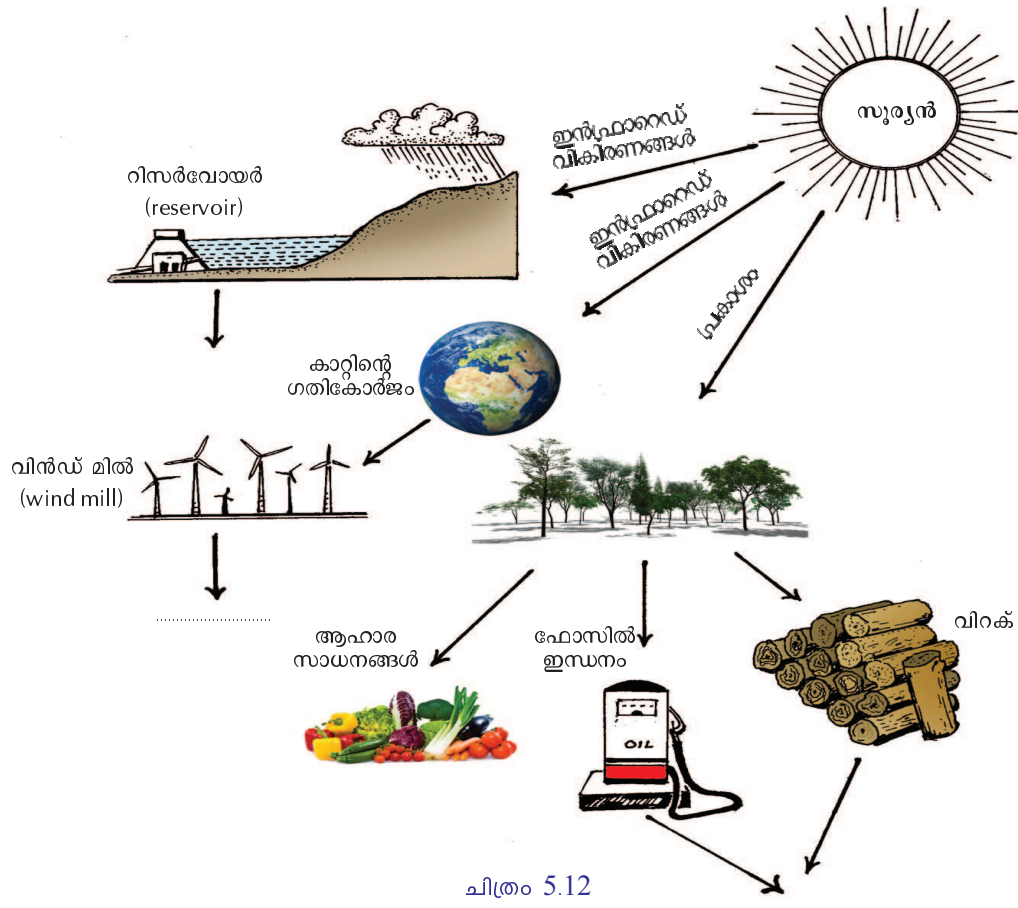 സൂര്യൻ
ഇൻഫ്രാറെഡ്
വികിരണങ്ങൾ
റിസർവോയർ
(reservoir)
ഇൻഫ്രാറെഡ്
വികിരണങ്ങൾ
പ്രകാശം
കാറ്റിന്റെ
ഗതികോർജം
വിൻഡ് മിൽ
(wind mill)
..............................
ആഹാര
സാധനങ്ങൾ
ഫോസിൽ
ഇന്ധനം
വിറക്
OIL
ചിത്രം 5.12